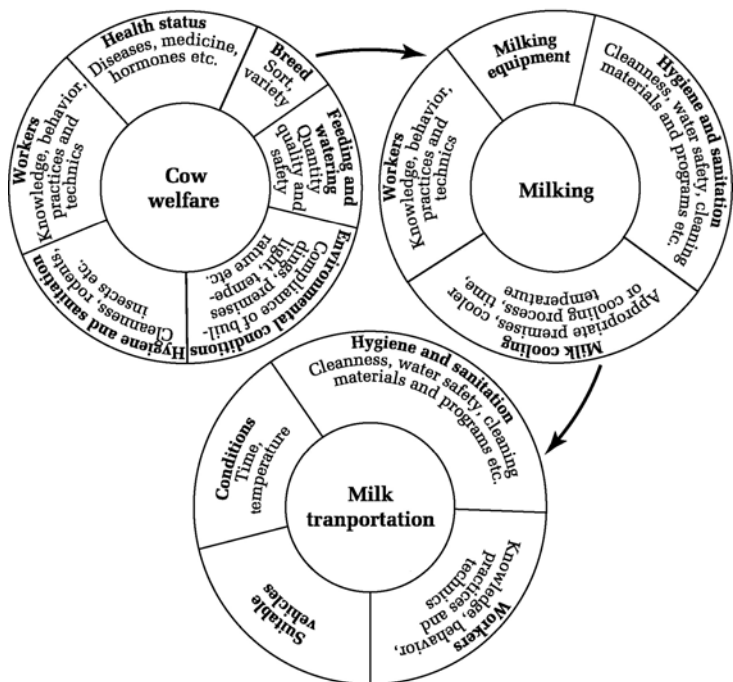 Health status
Diseases, medicine,
hormones etc.
Breed
Sort,
variety
Feeding and
watering
Quantity
quality and
safety
Environmental conditions
Compliance of buil-
dings, premises
light, tempe-
rature etc.
Hygiene and sanitation
Cleanness, rodents,
insects etc.
Workers
Knowledge, behavior,
practices and
technics
Cow
welfare
Milking
equipment
Hygiene and sanitation
Cleanness, water safety, cleaning
materials and programs etc.
Milk cooling
Appropriate premises, cooler
or cooling process, time,
temperature
Workers
Knowledge, behavior,
practices and
technics
Milking
Hygiene and sanitation
Cleanness, water safety, cleaning
materials and programs etc.
Workers
Knowledge, behavior,
practices and
technics
Suitable
vehicles
Conditions
Time,
temperature
Milk
tranportation